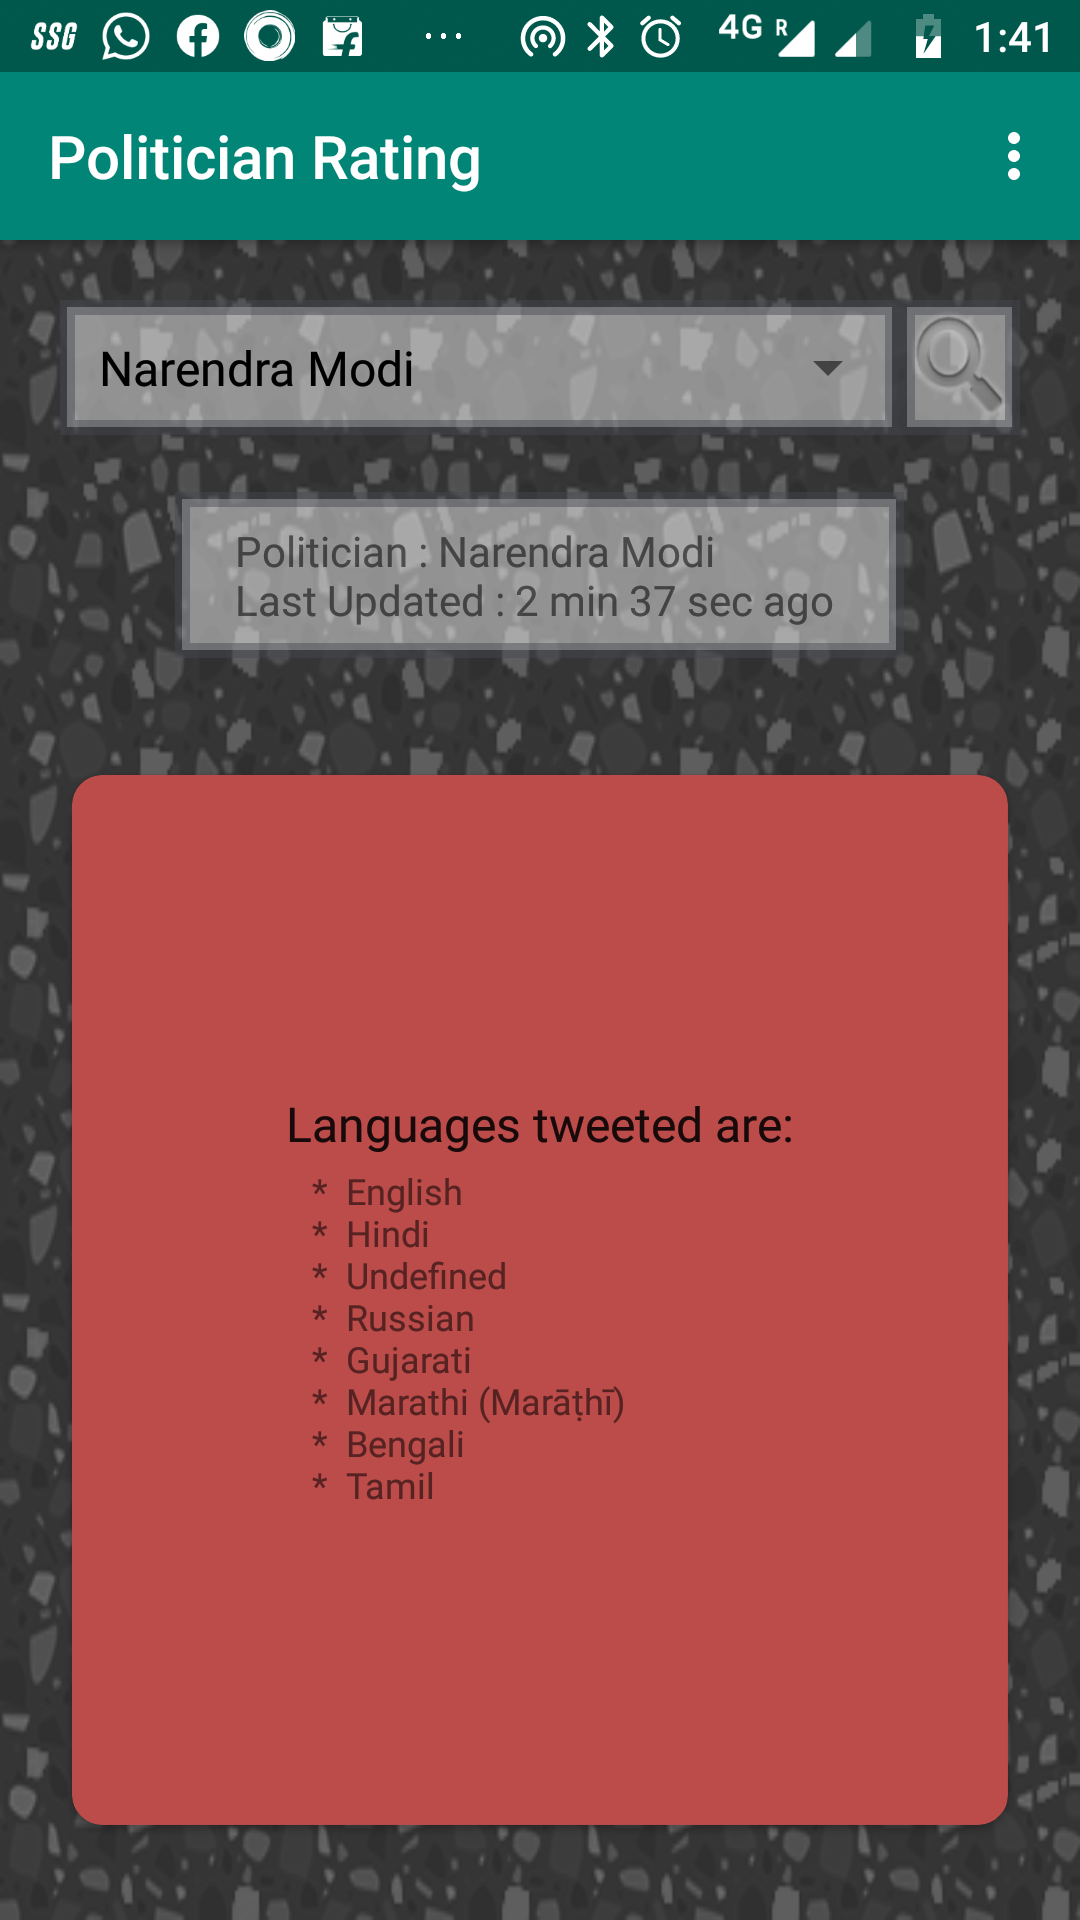 SSG
4G R
1:41
Politician Rating
Narendra Modi
Politician : Narendra Modi
Last Updated : 2 min 37 sec ago
Languages tweeted are:
* English
* Hindi
* Undefined
* Russian
* Gujarati
* Marathi (Marāṭhī)
* Bengali
* Tamil